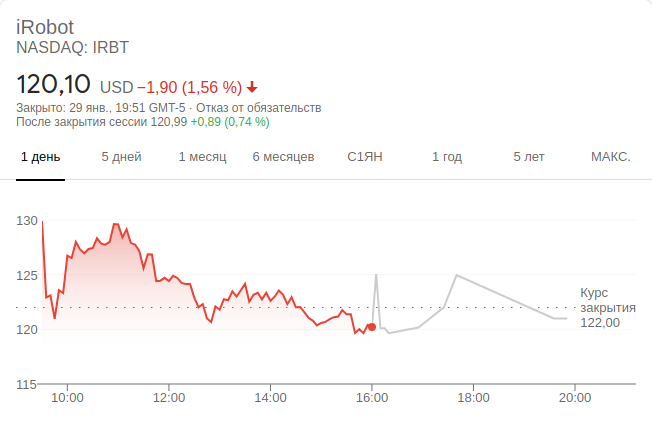 iRobot
NASDAQ: IRBT
120,10 USD −1,90 (1,56 %)
Закрыто: 29 янв., 19:51 GMT-5 · Отказ от обязательств
После закрытия сессии 120,99 +0,89 (0,74 %)
1 день 5 дней 1 месяц 6 месяцев С1ЯН 1 год 5 лет МАКС.
130
125
Курс
закрытия
122,00
120
115
10:00 12:00 14:00 16:00 18:00 20:00